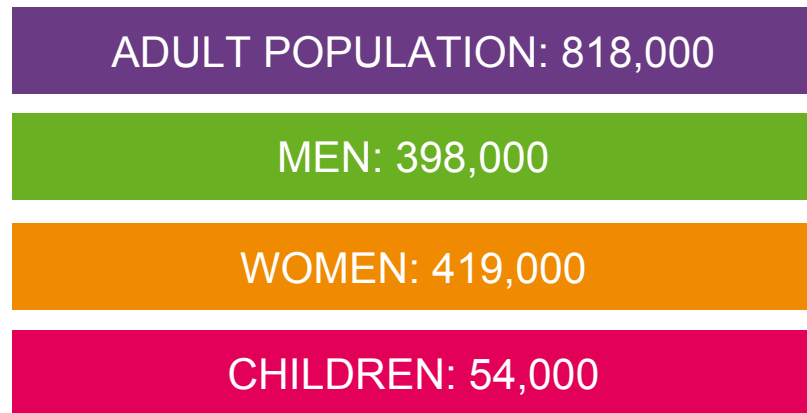 ADULT POPULATION: 818,000
MEN: 398,000
WOMEN: 419,000
CHILDREN: 54,000